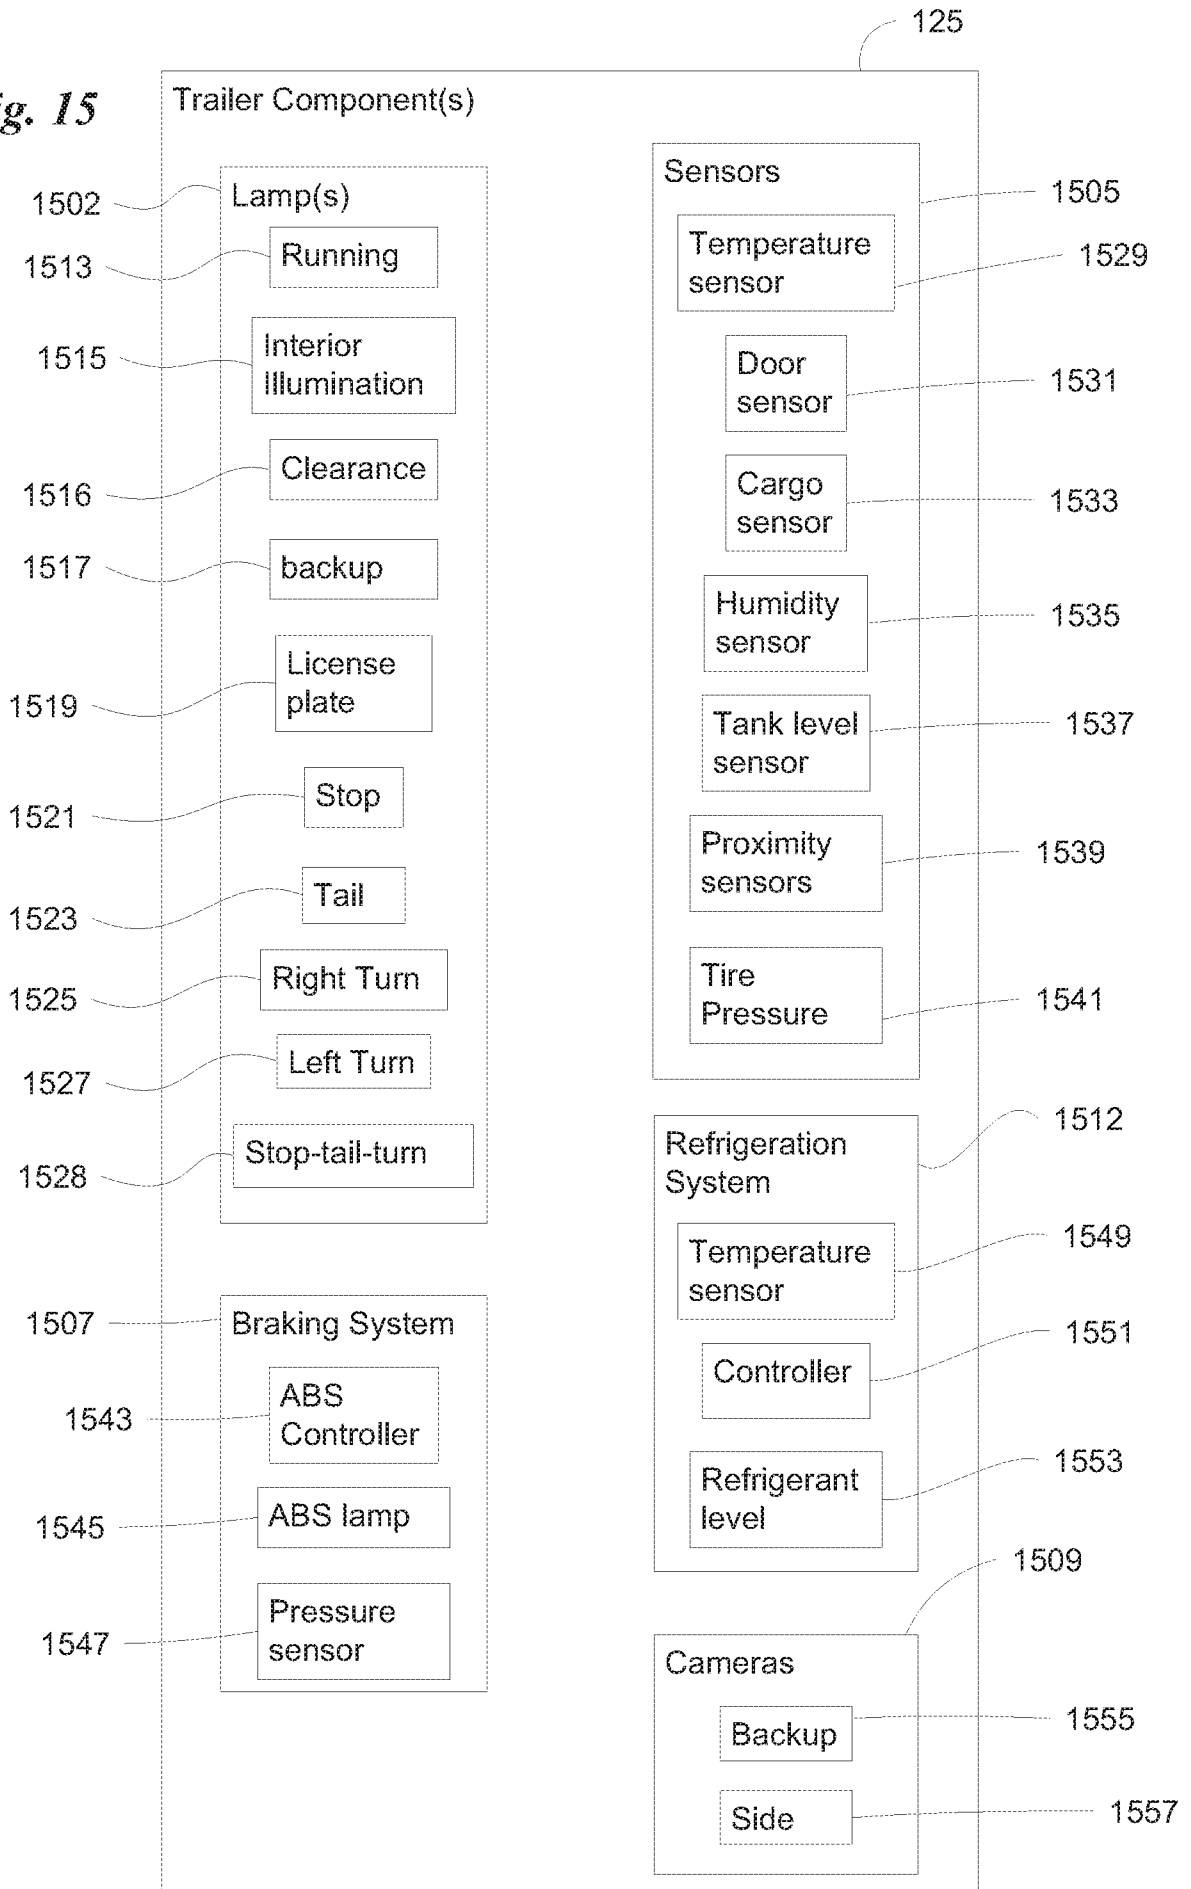 125
g. 15
Trailer Component(s)
1502
Lamp(s)
1513
Running
1515
Interior
Illumination
1516
Clearance
1517
backup
1519
License
plate
1521
Stop
1523
Tail
1525
Right Turn
1527
Left Turn
1528
Stop-tail-turn
1507
Braking System
1543
ABS
Controller
1545
ABS lamp
1547
Pressure
sensor
Sensors
1505
Temperature
sensor
1529
Door
sensor
1531
Cargo
sensor
1533
Humidity
sensor
1535
Tank level
sensor
1537
Proximity
sensors
1539
Tire
Pressure
1541
Refrigeration
System
1512
Temperature
sensor
1549
Controller
1551
Refrigerant
level
1553
1509
Cameras
Backup
1555
Side
1557